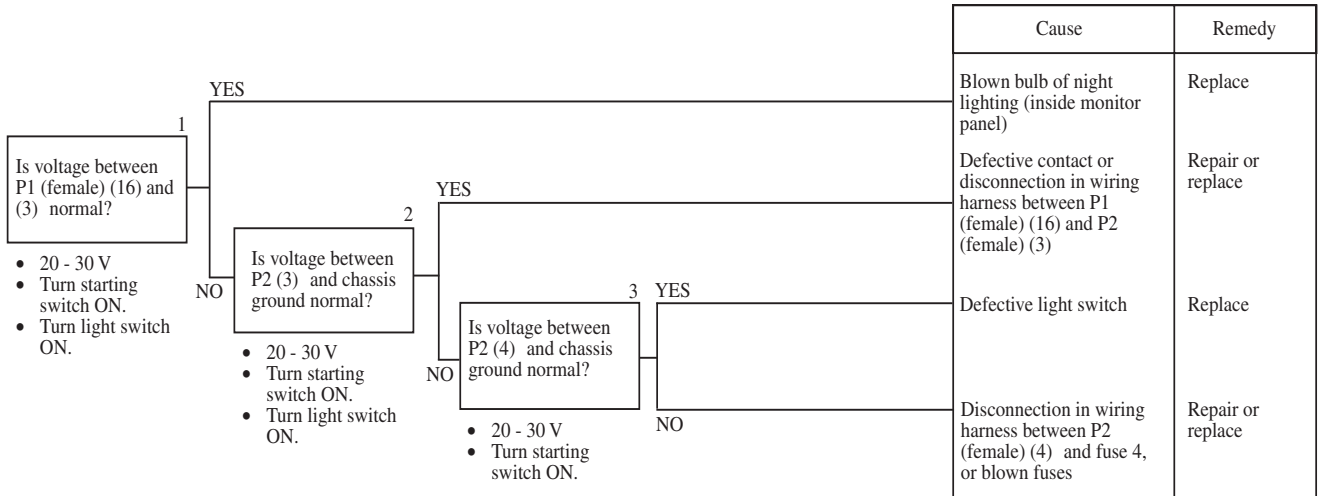 Cause
Remedy
YES
Blown bulb of night
lighting (inside monitor
panel)
Replace
1
Is voltage between
P1 (female) (16) and
(3) normal?
• 20 - 30 V
• Turn starting
switch ON.
• Turn light switch
ON.
YES
Defective contact or
disconnection in wiring
harness between P1
(female) (16) and P2
(female) (3)
Repair or
replace
NO
2
Is voltage between
P2 (3) and chassis
ground normal?
• 20 - 30 V
• Turn starting
switch ON.
• Turn light switch
ON.
YES
Defective light switch
Replace
NO
3
Is voltage between
P2 (4) and chassis
ground normal?
• 20 - 30 V
• Turn starting
switch ON.
NO
Disconnection in wiring
harness between P2
(female) (4) and fuse 4,
or blown fuses
Repair or
replace